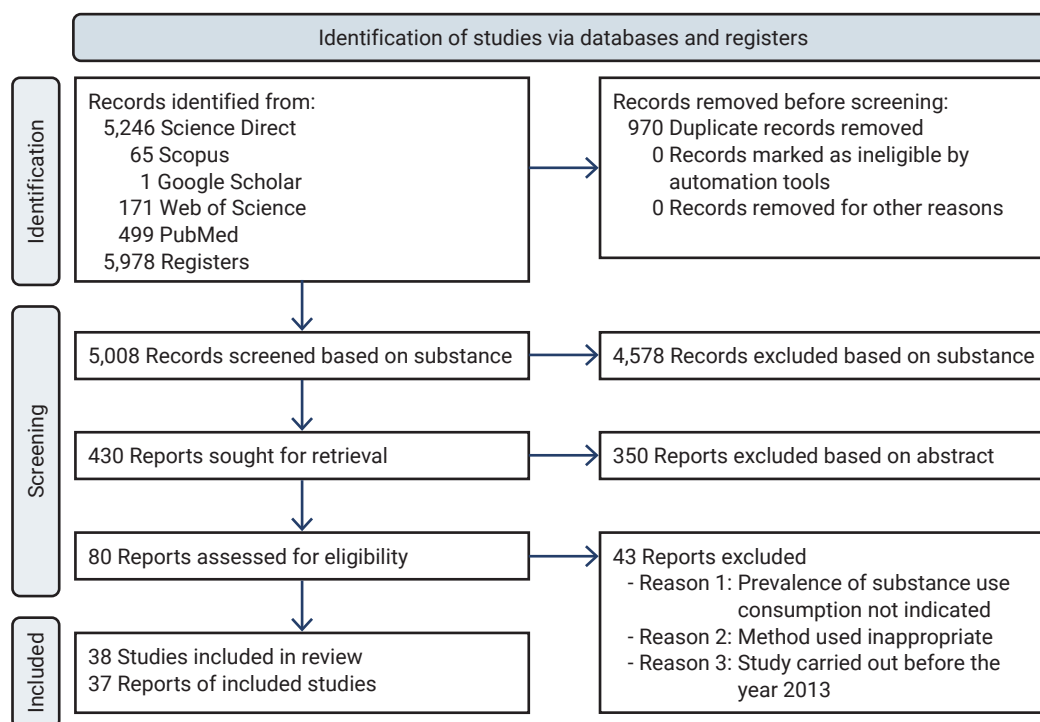 Identification of studies via databases and registers
Identification
Records identified from:
5,246 Science Direct
65 Scopus
1 Google Scholar
171 Web of Science
499 PubMed
5,978 Registers
Records removed before screening:
970 Duplicate records removed
0 Records marked as ineligible by
automation tools
0 Records removed for other reasons
Screening
5,008 Records screened based on substance
4,578 Records excluded based on substance
430 Reports sought for retrieval
350 Reports excluded based on abstract
80 Reports assessed for eligibility
43 Reports excluded
- Reason 1: Prevalence of substance use
consumption not indicated
- Reason 2: Method used inappropriate
- Reason 3: Study carried out before the
year 2013
Included
38 Studies included in review
37 Reports of included studies